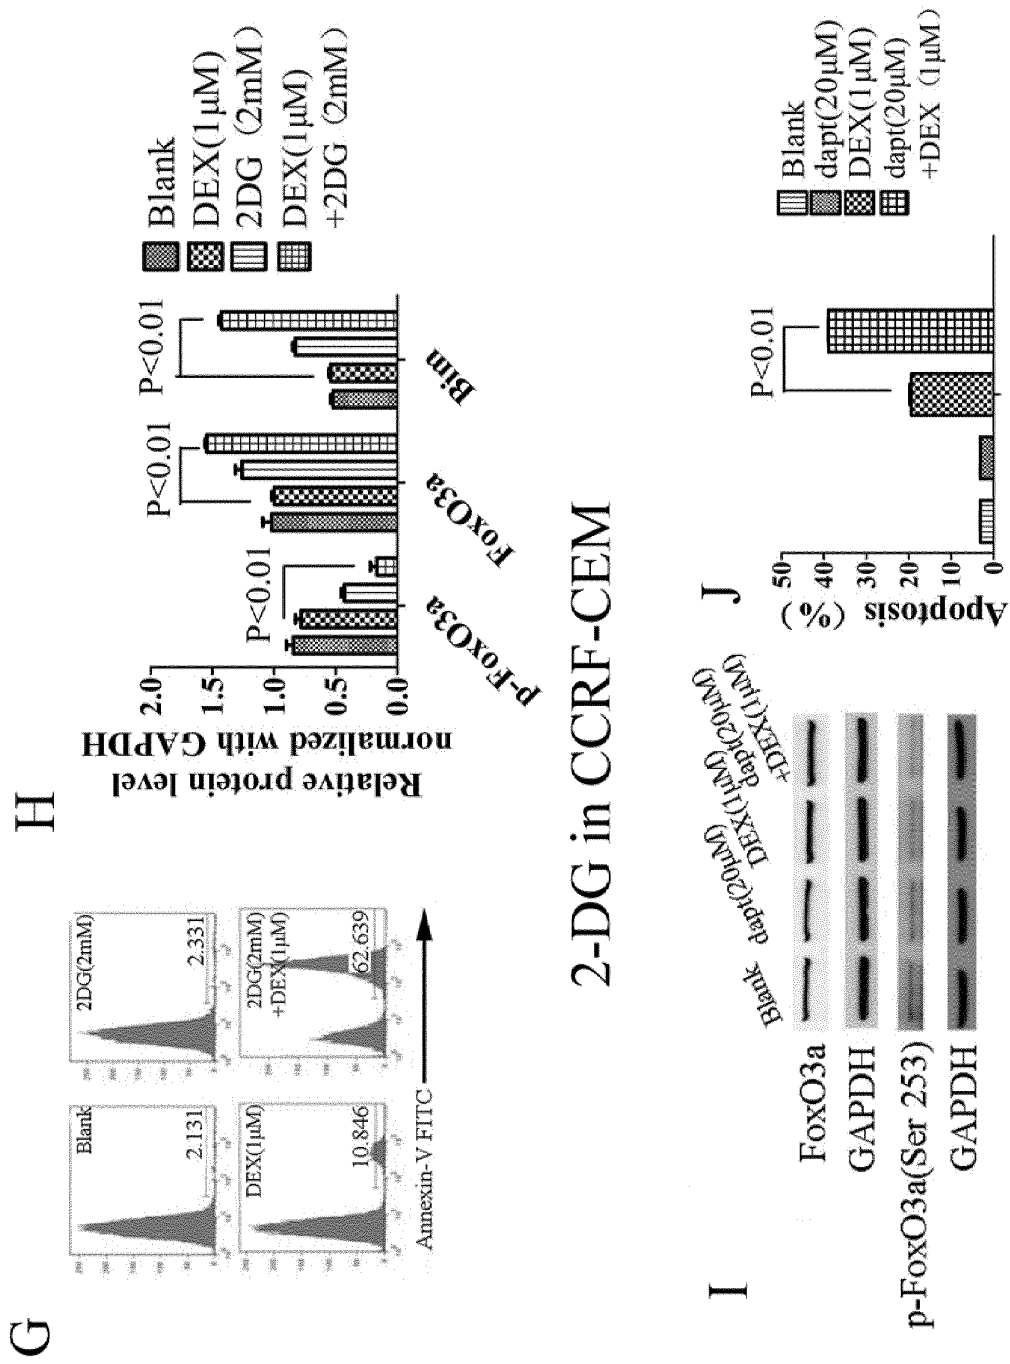 G
Blank
2.131
2DG(2mM)
2.331
DEX(1μM)
10.846
2DG(2mM)
+DEX(1μM)
62.639
Annexin-V FITC
H
Relative protein level
normalized with GAPDH
2.0
1.5
1.0
0.5
0.0
P<0.01
P<0.01
P<0.01
p-FoxO3a
FoxO3a
Bim
Blank
DEX(1μM)
2DG (2mM)
DEX(1μM)
+2DG (2mM)
2-DG in CCRF-CEM
I
Blank
dapt(20μM)
DEX(1μM)
dapt(20μM)
+DEX(1μM)
FoxO3a
GAPDH
p-FoxO3a(Ser 253)
GAPDH
J
Apoptosis
(%)
50
40
30
20
10
0
P<0.01
Blank
dapt(20μM)
DEX(1μM)
dapt(20μM)
+DEX (1μM)